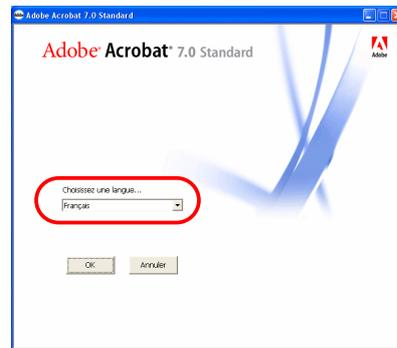 Adobe Acrobat 7.0 Standard
Adobe® Acrobat® 7.0 Standard
Adobe
Choisissez une langue...
Français
OK
Annuler